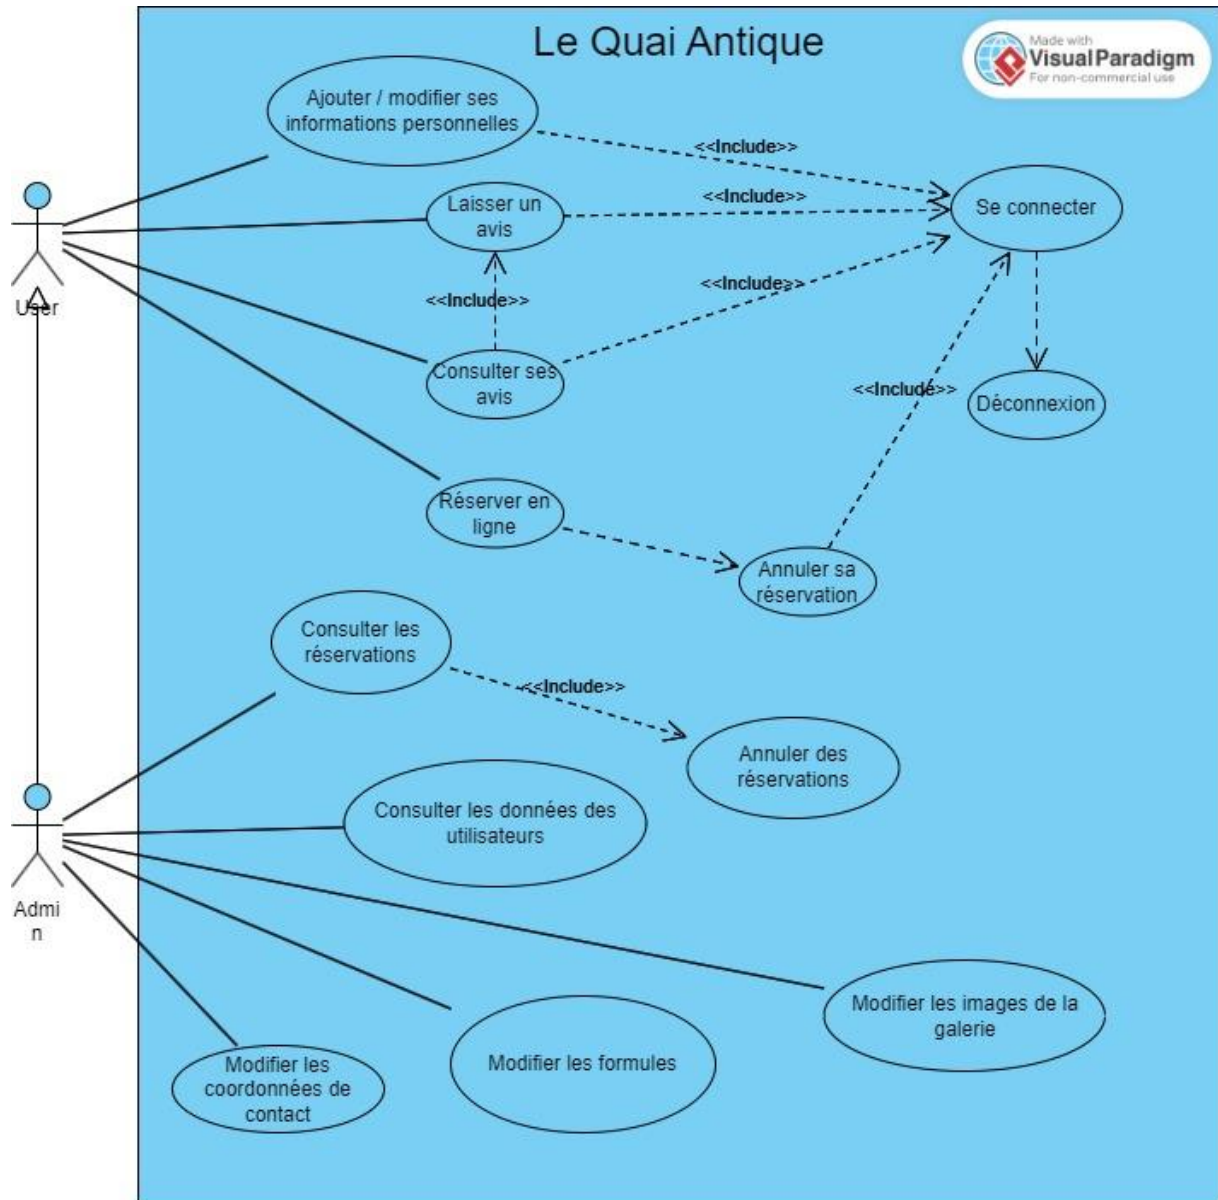 Le Quai Antique
Made with
VisualParadigm
For non-commercial use
Ajouter / modifier ses
informations personnelles
<<Include>>
Se connecter
Laisser un
avis
<<Include>>
<<Include>>
<<Include>>
User
Consulter ses
avis
<<Include>>
Déconnexion
Réserver en
ligne
Annuler sa
réservation
Consulter les
réservations
<<Include>>
Annuler des
réservations
Consulter les données des
utilisateurs
Admi
n
Modifier les images de la
galerie
Modifier les formules
Modifier les
coordonnées de
contact